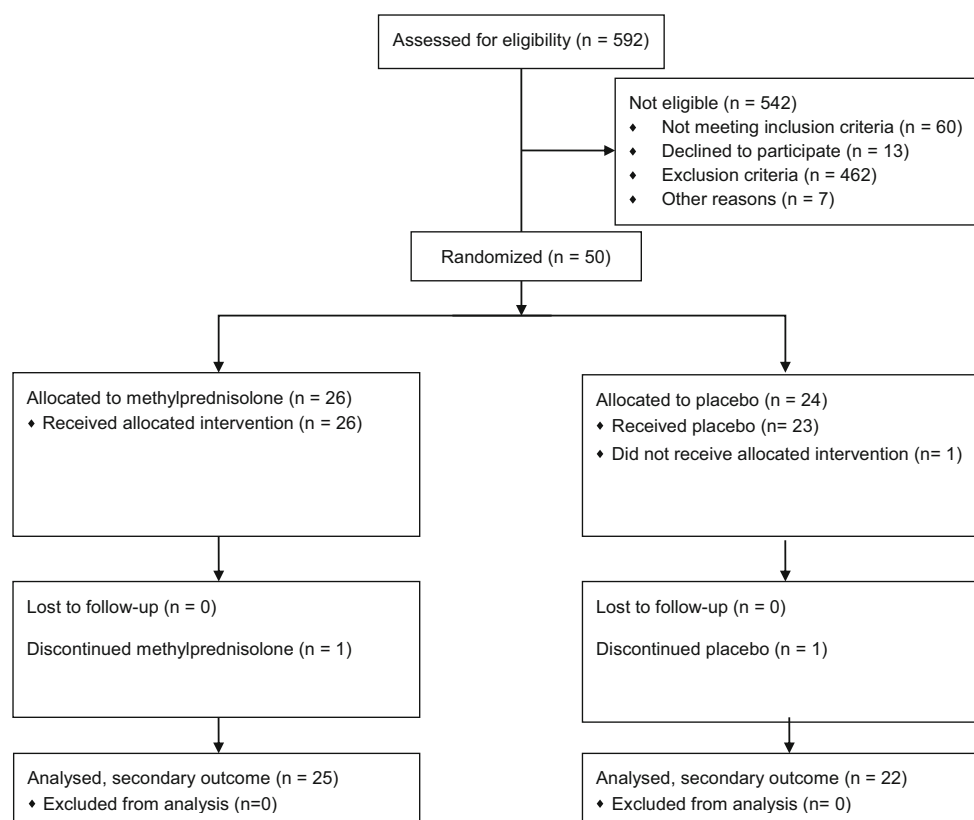 Assessed for eligibility (n = 592)
Not eligible (n = 542)
♦ Not meeting inclusion criteria (n = 60)
♦ Declined to participate (n = 13)
♦ Exclusion criteria (n = 462)
♦ Other reasons (n = 7)
Randomized (n = 50)
Allocated to methylprednisolone (n = 26)
♦ Received allocated intervention (n = 26)
Allocated to placebo (n = 24)
♦ Received placebo (n= 23)
♦ Did not receive allocated intervention (n= 1)
Lost to follow-up (n = 0)
Discontinued methylprednisolone (n = 1)
Lost to follow-up (n = 0)
Discontinued placebo (n = 1)
Analysed, secondary outcome (n = 25)
♦ Excluded from analysis (n=0)
Analysed, secondary outcome (n = 22)
♦ Excluded from analysis (n= 0)